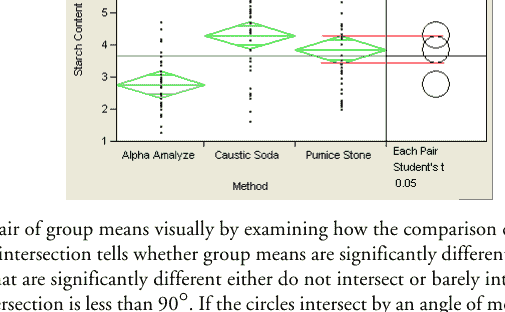 5
4
3
2
1
Starch Content
Alpha Amalyze
Caustic Soda
Pumice Stone
Each Pair
Student's t
0.05
Method
air of group means visually by examining how the comparison
intersection tells whether group means are significantly different
at are significantly different either do not intersect or barely int
ersection is less than 90°. If the circles intersect by an angle of mo